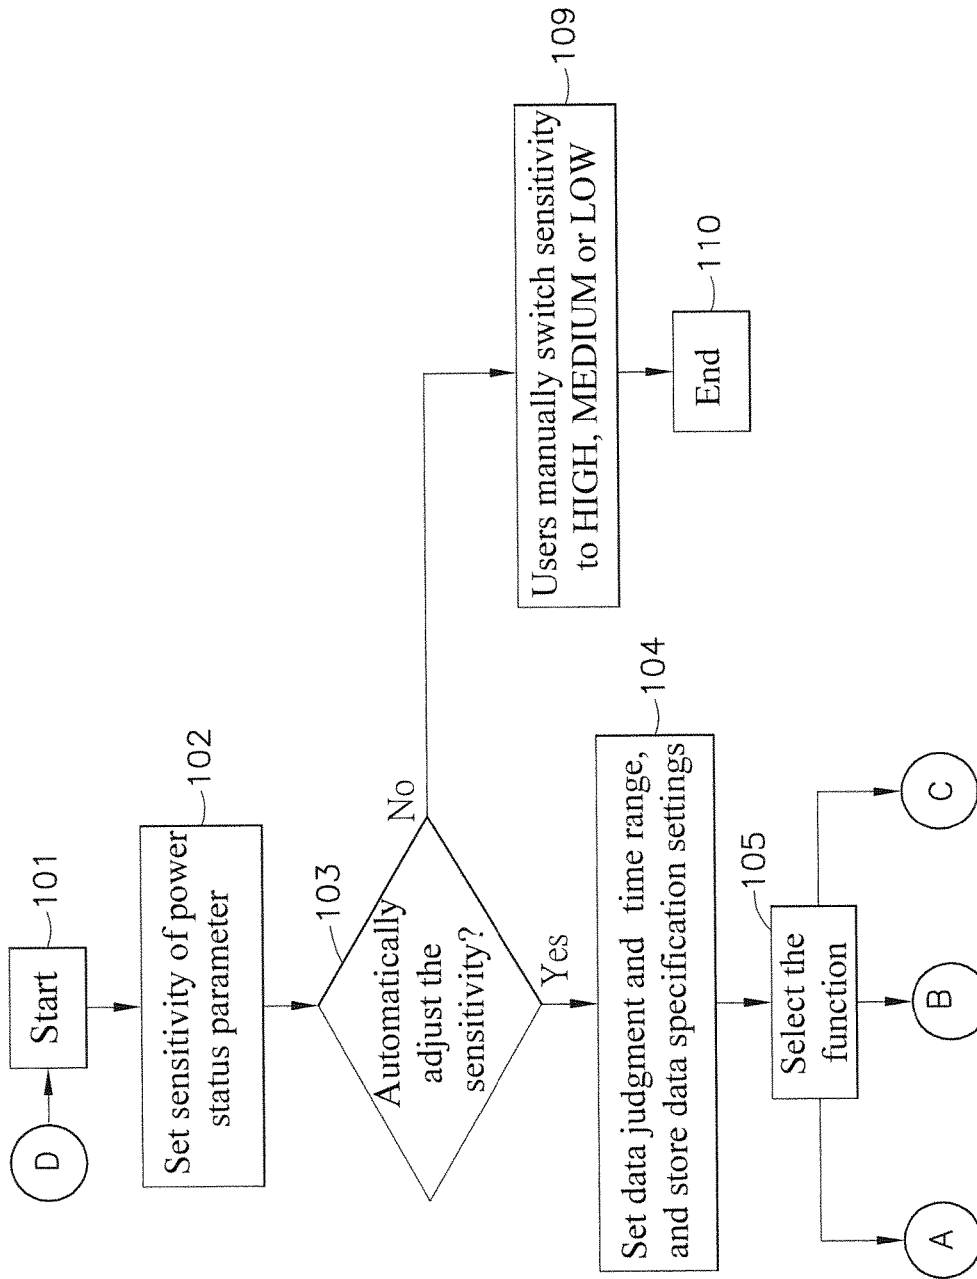 D
Start
101
Set sensitivity of power
status parameter
102
103
Automatically
adjust the
sensitivity?
No
Yes
Set data judgment and time range,
and store data specification settings
104
105
Select the
function
A
B
C
Users manually switch sensitivity
to HIGH, MEDIUM or LOW
109
End
110